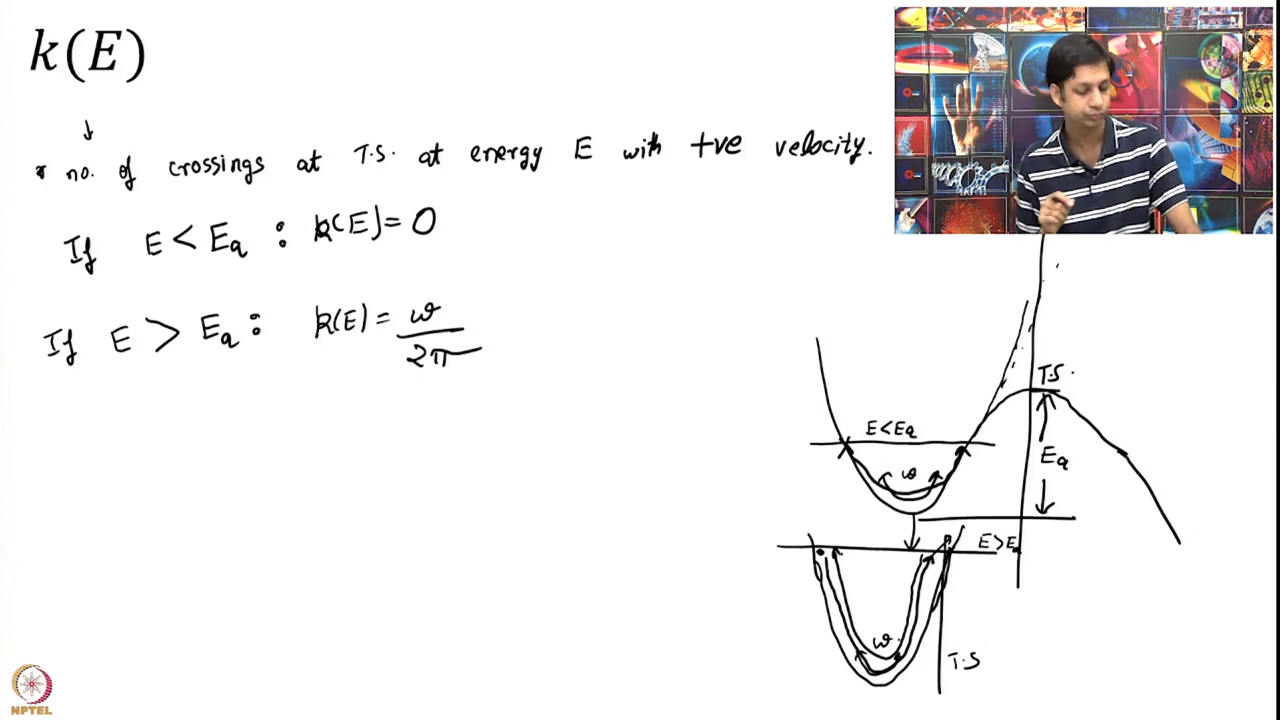 k(E)
* no. of crossings at T.S. at energy E with +ve velocity.
If E < Ea : k(E) = 0
If E > Ea : k(E) = ω/2π
T.S.
E<Ea
Ea
ω
E>Ea
ω
T.S
NPTEL